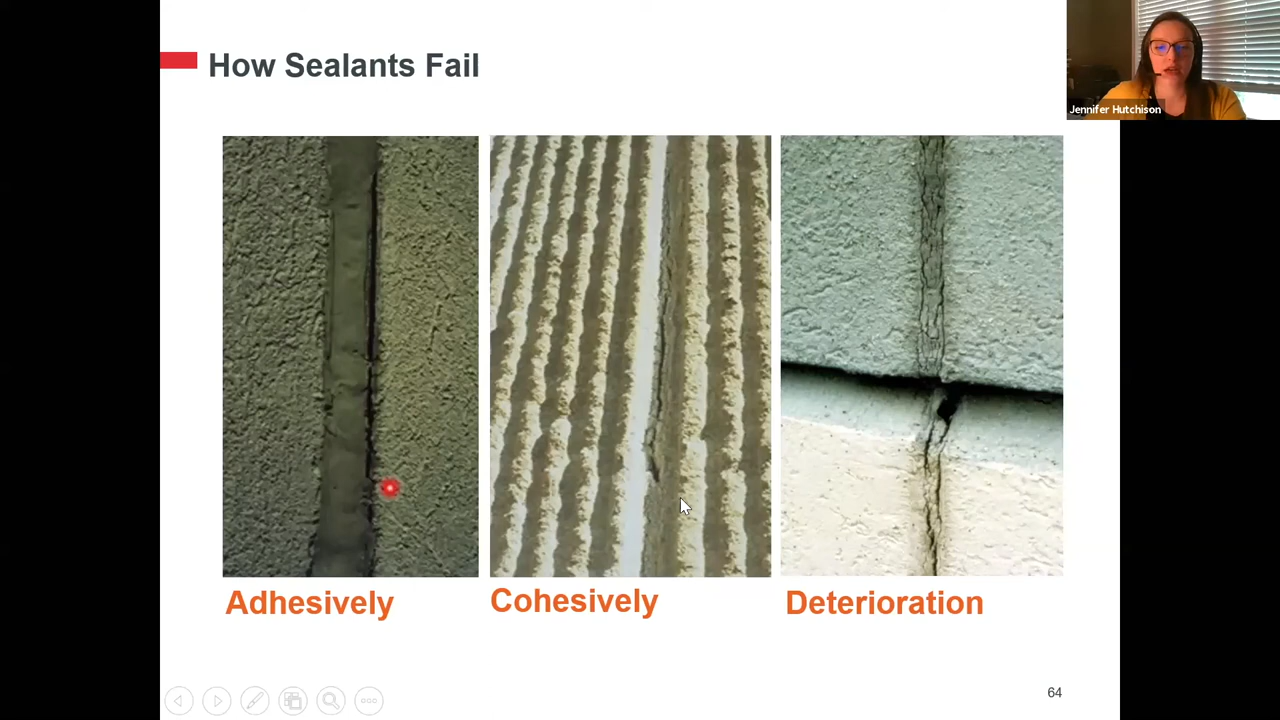 How Sealants Fail
Jennifer Hutchison
Adhesively
Cohesively
Deterioration
64